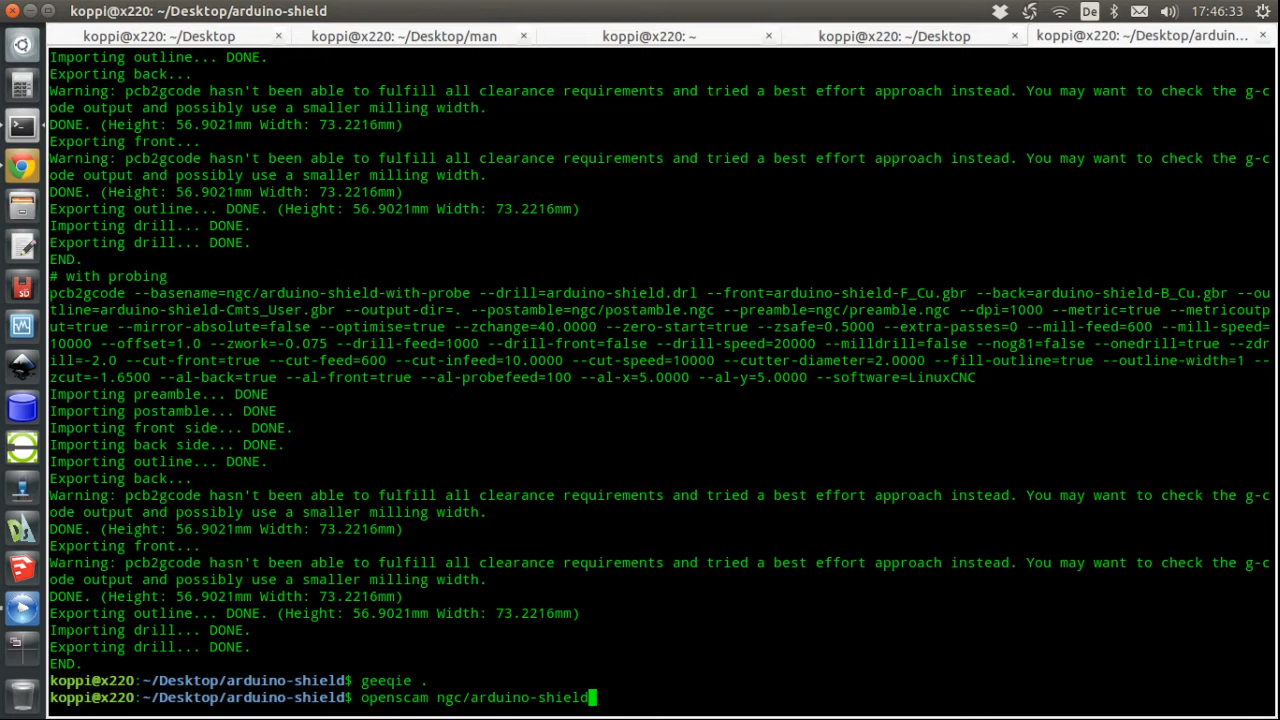 koppi@x220: ~/Desktop/arduino-shield
De
17:46:33
koppi@x220: ~/Desktop × koppi@x220: ~/Desktop/man × koppi@x220: ~ × koppi@x220: ~/Desktop × koppi@x220: ~/Desktop/arduin... ×
Importing outline... DONE.
Exporting back...
Warning: pcb2gcode hasn't been able to fulfill all clearance requirements and tried a best effort approach instead. You may want to check the g-c
ode output and possibly use a smaller milling width.
DONE. (Height: 56.9021mm Width: 73.2216mm)
Exporting front...
Warning: pcb2gcode hasn't been able to fulfill all clearance requirements and tried a best effort approach instead. You may want to check the g-c
ode output and possibly use a smaller milling width.
DONE. (Height: 56.9021mm Width: 73.2216mm)
Exporting outline... DONE. (Height: 56.9021mm Width: 73.2216mm)
Importing drill... DONE.
Exporting drill... DONE.
END.
# with probing
pcb2gcode --basename=ngc/arduino-shield-with-probe --drill=arduino-shield.drl --front=arduino-shield-F_Cu.gbr --back=arduino-shield-B_Cu.gbr --ou
tline=arduino-shield-Cmts_User.gbr --output-dir=. --postamble=ngc/postamble.ngc --preamble=ngc/preamble.ngc --dpi=1000 --metric=true --metricoutp
ut=true --mirror-absolute=false --optimise=true --zchange=40.0000 --zero-start=true --zsafe=0.5000 --extra-passes=0 --mill-feed=600 --mill-speed=
10000 --offset=1.0 --zwork=-0.075 --drill-feed=1000 --drill-front=false --drill-speed=20000 --milldrill=false --nog81=false --onedrill=true --zdr
ill=-2.0 --cut-front=true --cut-feed=600 --cut-infeed=10.0000 --cut-speed=10000 --cutter-diameter=2.0000 --fill-outline=true --outline-width=1 --
zcut=-1.6500 --al-back=true --al-front=true --al-probefeed=100 --al-x=5.0000 --al-y=5.0000 --software=LinuxCNC
Importing preamble... DONE
Importing postamble... DONE
Importing front side... DONE.
Importing back side... DONE.
Importing outline... DONE.
Exporting back...
Warning: pcb2gcode hasn't been able to fulfill all clearance requirements and tried a best effort approach instead. You may want to check the g-c
ode output and possibly use a smaller milling width.
DONE. (Height: 56.9021mm Width: 73.2216mm)
Exporting front...
Warning: pcb2gcode hasn't been able to fulfill all clearance requirements and tried a best effort approach instead. You may want to check the g-c
ode output and possibly use a smaller milling width.
DONE. (Height: 56.9021mm Width: 73.2216mm)
Exporting outline... DONE. (Height: 56.9021mm Width: 73.2216mm)
Importing drill... DONE.
Exporting drill... DONE.
END.
koppi@x220:~/Desktop/arduino-shield$ geeqie .
koppi@x220:~/Desktop/arduino-shield$ openscam ngc/arduino-shield